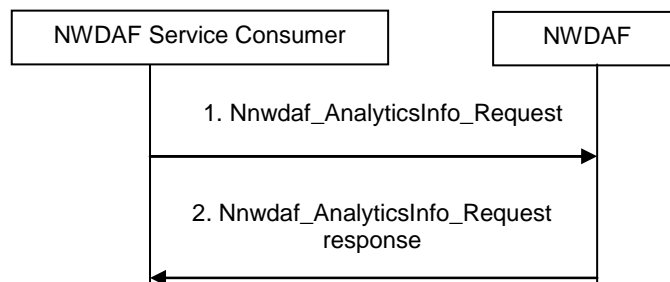 NWDAF Service Consumer
NWDAF
1. Nnwdaf_AnalyticsInfo_Request
2. Nnwdaf_AnalyticsInfo_Request
response